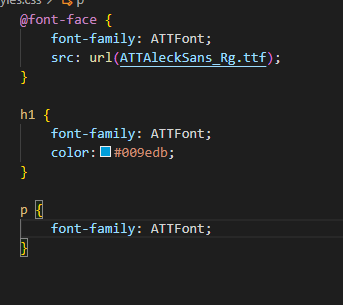 yles.css > p
@font-face {
    font-family: ATTFont;
    src: url(ATTAleckSans_Rg.ttf);
}
h1 {
    font-family: ATTFont;
    color: #009edb;
}
p {
    font-family: ATTFont;
}